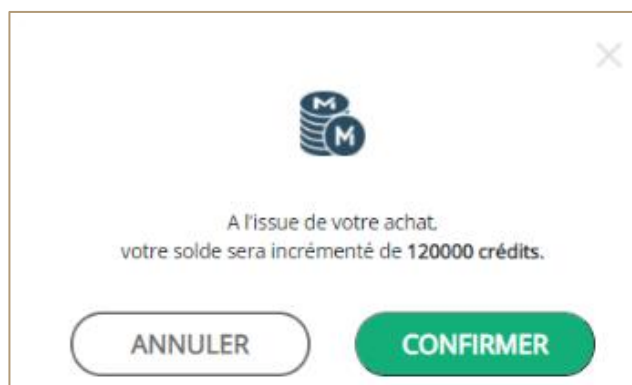 M
M
A l'issue de votre achat,
votre solde sera incrémenté de 120000 crédits.
ANNULER
CONFIRMER